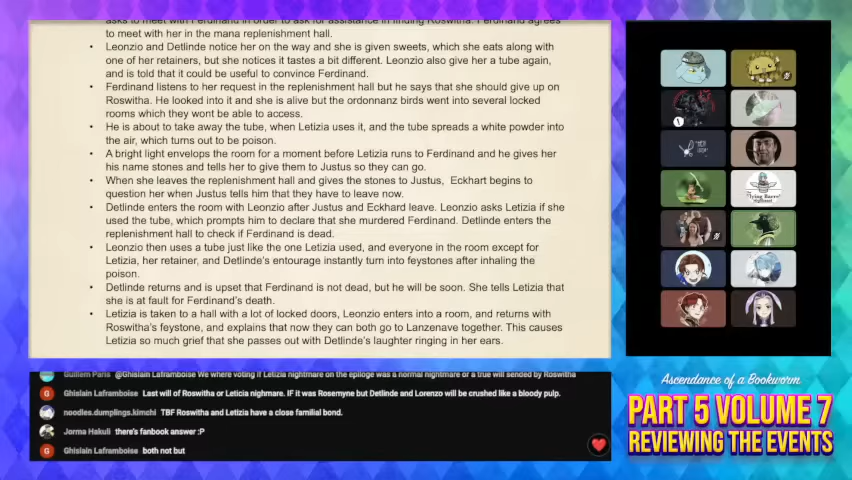 asks to meet with Ferdinand in order to ask for assistance in finding Roswitha. Ferdinand agrees
to meet with her in the mana replenishment hall.
• Leonzio and Detlinde notice her on the way and she is given sweets, which she eats along with
one of her retainers, but she notices it tastes a bit different. Leonzio also give her a tube again,
and is told that it could be useful to convince Ferdinand.
• Ferdinand listens to her request in the replenishment hall but he says that she should give up on
Roswitha. He looked into it and she is alive but the ordonnanz birds went into several locked
rooms which they wont be able to access.
• He is about to take away the tube, when Letizia uses it, and the tube spreads a white powder into
the air, which turns out to be poison.
• A bright light envelops the room for a moment before Letizia runs to Ferdinand and he gives her
his name stones and tells her to give them to Justus so they can go.
• When she leaves the replenishment hall and gives the stones to Justus, Eckhart begins to
question her when Justus tells him that they have to leave now.
• Detlinde enters the room with Leonzio after Justus and Eckhard leave. Leonzio asks Letizia if she
used the tube, which prompts him to declare that she murdered Ferdinand. Detlinde enters the
replenishment hall to check if Ferdinand is dead.
• Leonzio then uses a tube just like the one Letizia used, and everyone in the room except for
Letizia, her retainer, and Detlinde's entourage instantly turn into feystones after inhaling the
poison.
• Detlinde returns and is upset that Ferdinand is not dead, but he will be soon. She tells Letizia that
she is at fault for Ferdinand's death.
• Letizia is taken to a hall with a lot of locked doors, Leonzio enters into a room, and returns with
Roswitha's feystone, and explains that now they can both go to Lanzenave together. This causes
Letizia so much grief that she passes out with Detlinde's laughter ringing in her ears.
Guillem Paris @Ghislain Laframboise We where voting if Letizia nightmare on the epiloge was a normal nightmare or a true will sended by Roswitha
G Ghislain Laframboise Last will of Roswitha or Leticia nighmare. IF it was Rosemyne but Detlinde and Lorenzo will be crushed like a bloody pulp.
noodles.dumplings.kimchi TBF Roswitha and Letizia have a close familial bond.
Jorma Hakuli there's fanbook answer :P
G Ghislain Laframboise both not but
Ascendance of a Bookworm
PART 5 VOLUME 7
REVIEWING THE EVENTS